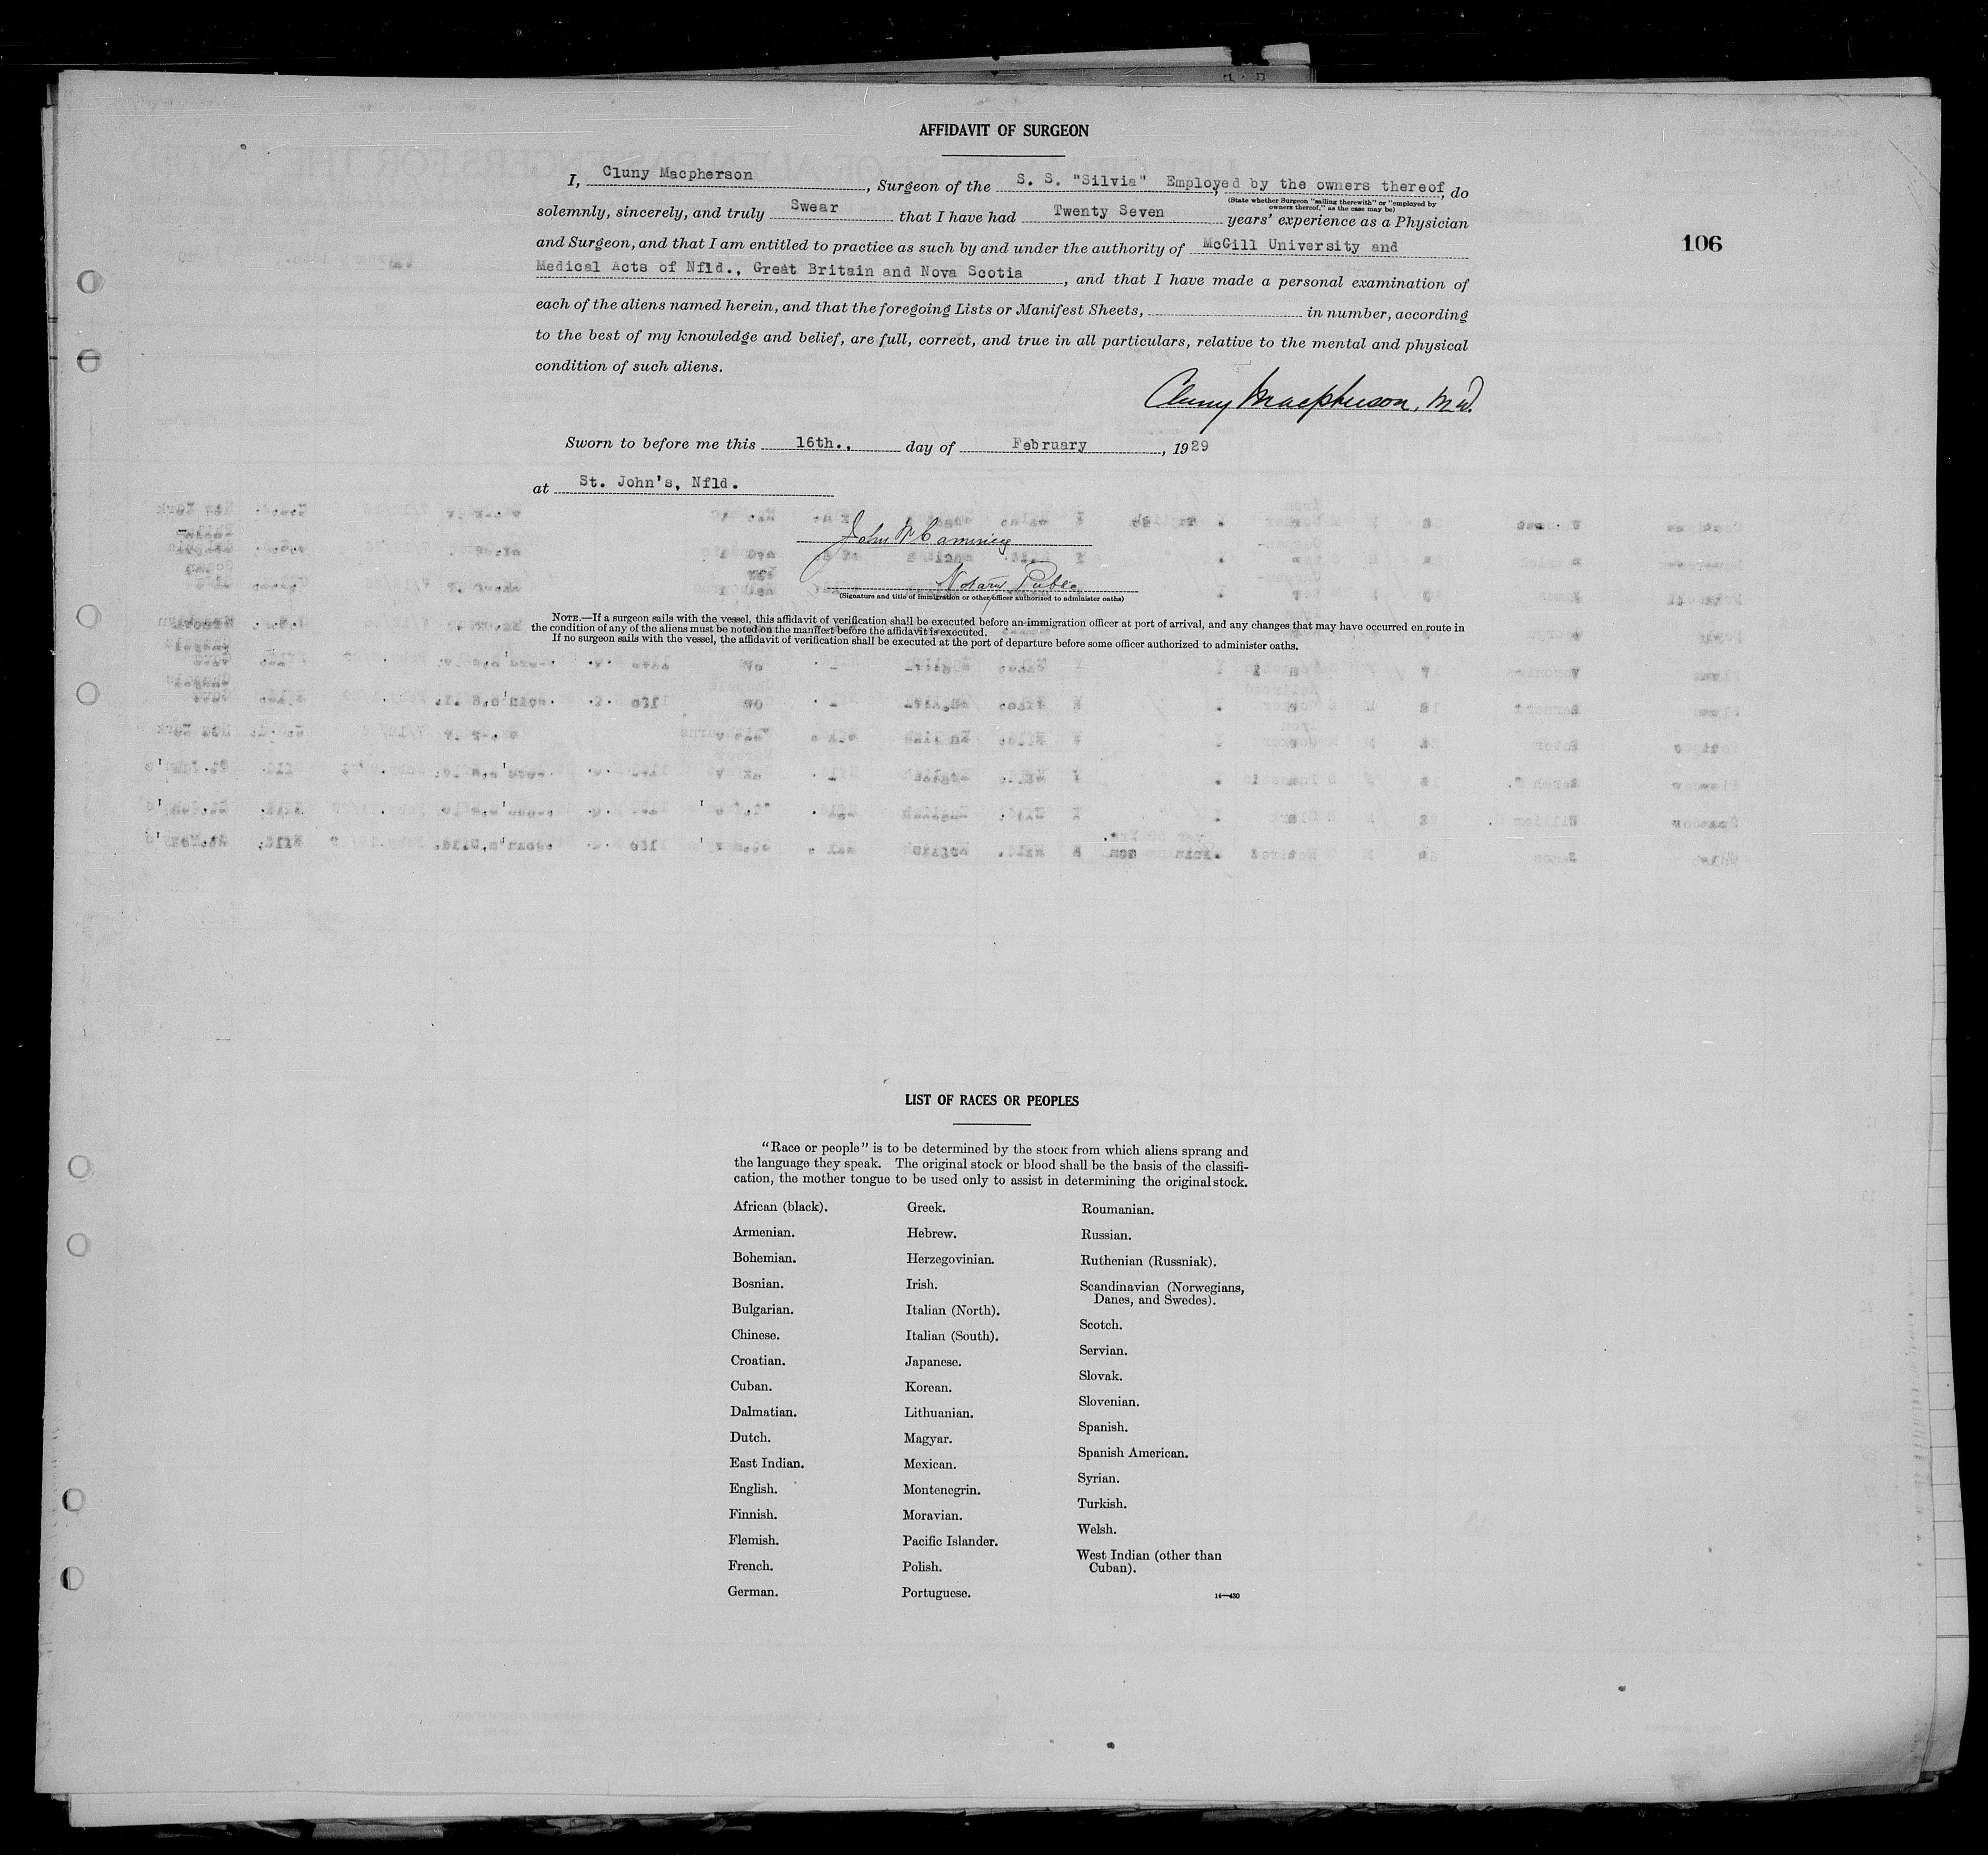 AFFIDAVIT OF SURGEON
I, Cluny Macpherson, Surgeon of the S. S. "Silvia" Employed by the owners thereof, do
(State whether Surgeon "sailing therewith" or "employed by
owners thereof," as the case may be)
solemnly, sincerely, and truly Swear that I have had Twenty Seven years' experience as a Physician
and Surgeon, and that I am entitled to practice as such by and under the authority of McGill University and
106
Medical Acts of Nfld., Great Britain and Nova Scotia, and that I have made a personal examination of
each of the aliens named herein, and that the foregoing Lists or Manifest Sheets, in number, according
to the best of my knowledge and belief, are full, correct, and true in all particulars, relative to the mental and physical
condition of such aliens.
Cluny Macpherson, M.D.
Sworn to before me this 16th., day of February, 1929
at St. John's, Nfld.
John
Notary Public
(Signature and title of immigration or other officer authorized to administer oaths)
NOTE.—If a surgeon sails with the vessel, this affidavit of verification shall be executed before an immigration officer at port of arrival, and any changes that may have occurred en route in
the condition of any of the aliens must be noted on the manifest before the affidavit is executed.
If no surgeon sails with the vessel, the affidavit of verification shall be executed at the port of departure before some officer authorized to administer oaths.
LIST OF RACES OR PEOPLES
"Race or people" is to be determined by the stock from which aliens sprang and
the language they speak. The original stock or blood shall be the basis of the classifi-
cation, the mother tongue to be used only to assist in determining the original stock.
African (black).
Armenian.
Bohemian.
Bosnian.
Bulgarian.
Chinese.
Croatian.
Cuban.
Dalmatian.
Dutch.
East Indian.
English.
Finnish.
Flemish.
French.
German.
Greek.
Hebrew.
Herzegovinian.
Irish.
Italian (North).
Italian (South).
Japanese.
Korean.
Lithuanian.
Magyar.
Mexican.
Montenegrin.
Moravian.
Pacific Islander.
Polish.
Portuguese.
Roumanian.
Russian.
Ruthenian (Russniak).
Scandinavian (Norwegians,
Danes, and Swedes).
Scotch.
Servian.
Slovak.
Slovenian.
Spanish.
Spanish American.
Syrian.
Turkish.
Welsh.
West Indian (other than
Cuban).
14—430